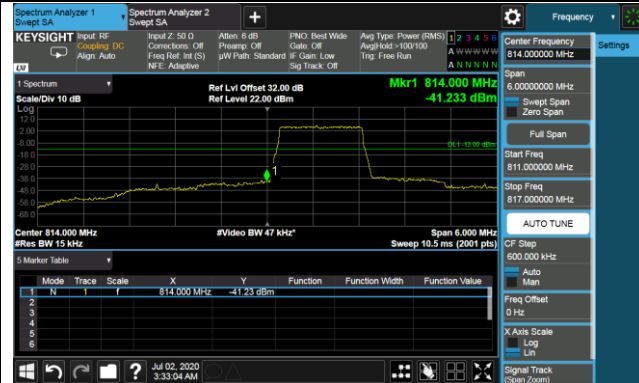 Spectrum Analyzer 1
Swept SA
Spectrum Analyzer 2
Swept SA
+
Frequency
KEYSIGHT
Input: RF
Coupling: DC
Align: Auto
Input Z: 50 Ω
Corrections: Off
Freq Ref: Int (S)
NFE: Adaptive
Atten: 6 dB
Preamp: Off
µW Path: Standard
PNO: Best Wide
Gate: Off
IF Gain: Low
Sig Track: Off
Avg Type: Power (RMS)
Avg|Hold:>100/100
Trig: Free Run
1 2 3 4 5 6
A W W W W W
A N N N N N
LXI
1 Spectrum
Scale/Div 10 dB
Ref Lvl Offset 32.00 dB
Ref Level 22.00 dBm
Mkr1 814.000 MHz
-41.233 dBm
Log
12.0
2.00
-8.00
-18.0
-28.0
-38.0
-48.0
-58.0
-68.0
DL1 -13.00 dBm
1
Center 814.000 MHz
#Res BW 15 kHz
#Video BW 47 kHz*
Span 6.000 MHz
Sweep 10.5 ms (2001 pts)
5 Marker Table
Mode Trace Scale X Y Function Function Width Function Value
1 N 1 f 814.000 MHz -41.23 dBm
2
3
4
5
6
Jul 02, 2020
3:33:04 AM
Center Frequency
814.000000 MHz
Settings
Span
6.00000000 MHz
Swept Span
Zero Span
Full Span
Start Freq
811.000000 MHz
Stop Freq
817.000000 MHz
AUTO TUNE
CF Step
600.000 kHz
Auto
Man
Freq Offset
0 Hz
X Axis Scale
Log
Lin
Signal Track
(Span Zoom)